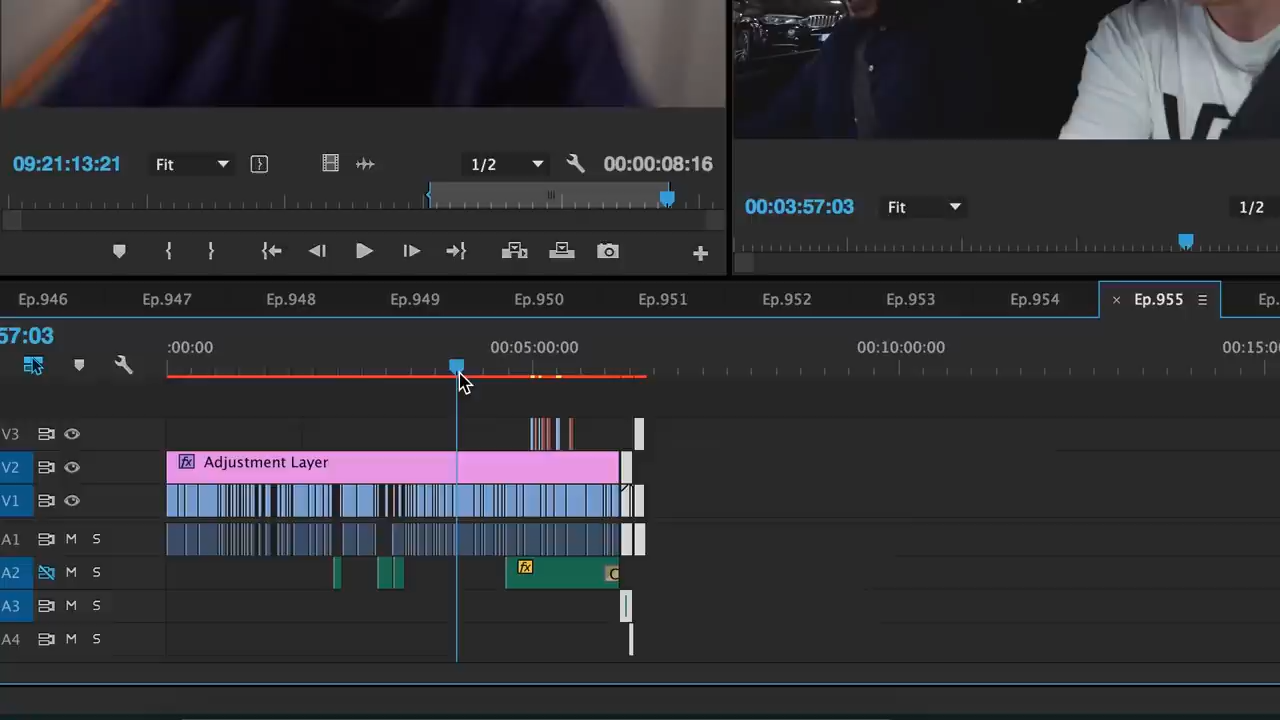 09:21:13:21 Fit 1/2 00:00:08:16
00:03:57:03 Fit 1/2
Ep.946 Ep.947 Ep.948 Ep.949 Ep.950 Ep.951 Ep.952 Ep.953 Ep.954 × Ep.955 Ep.
57:03
:00:00 00:05:00:00 00:10:00:00 00:15:00
V3
V2 fx Adjustment Layer
V1
A1 M S
A2 M S fx C
A3 M S
A4 M S